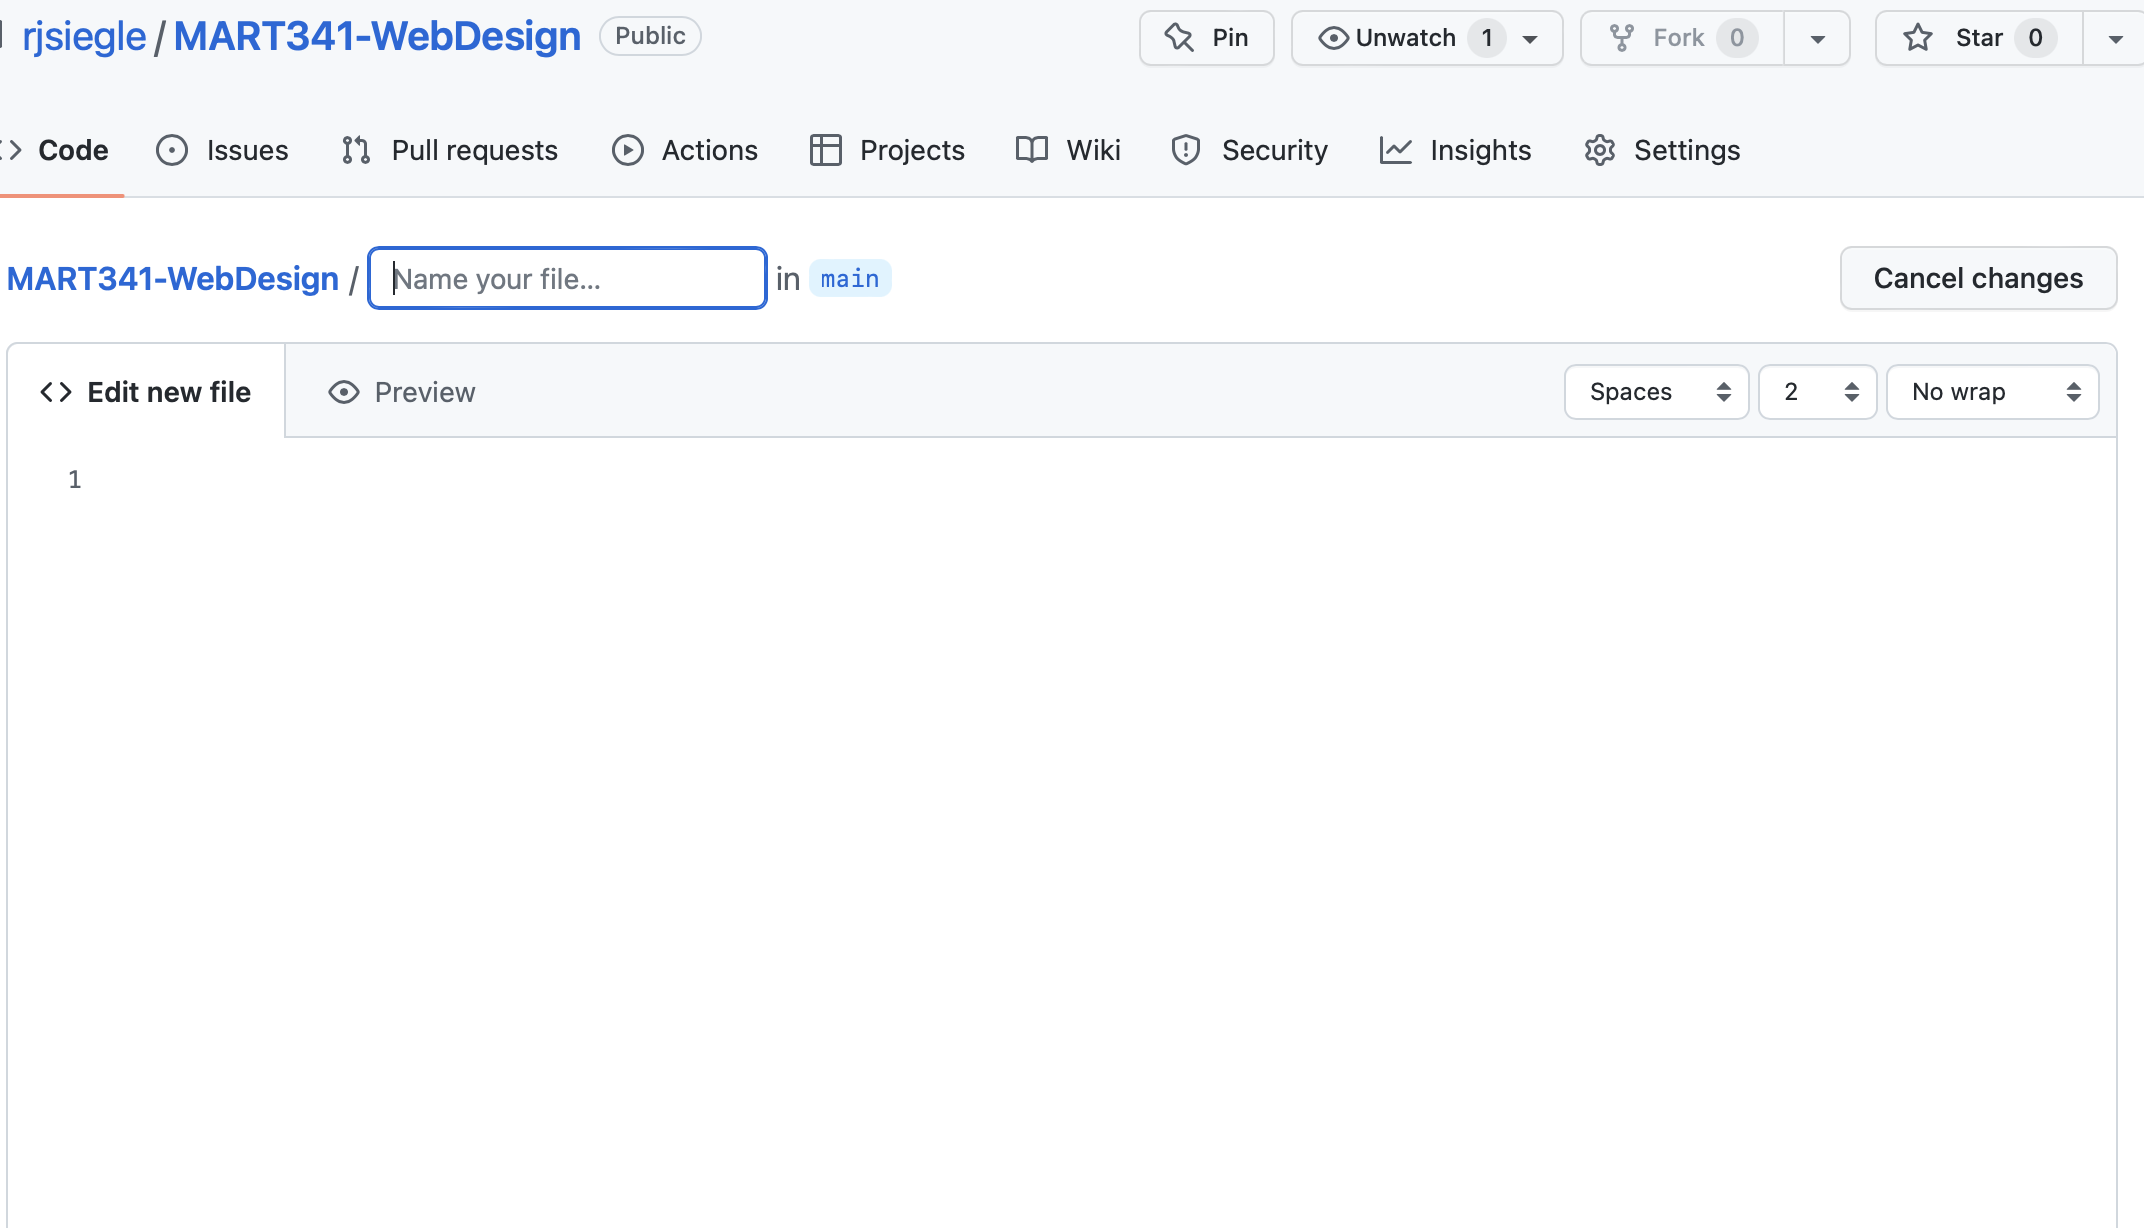 rjsiegle / MART341-WebDesign Public Pin Unwatch 1 Fork 0 Star 0
Code Issues Pull requests Actions Projects Wiki Security Insights Settings
MART341-WebDesign / Name your file... in main Cancel changes
Edit new file Preview Spaces 2 No wrap
1